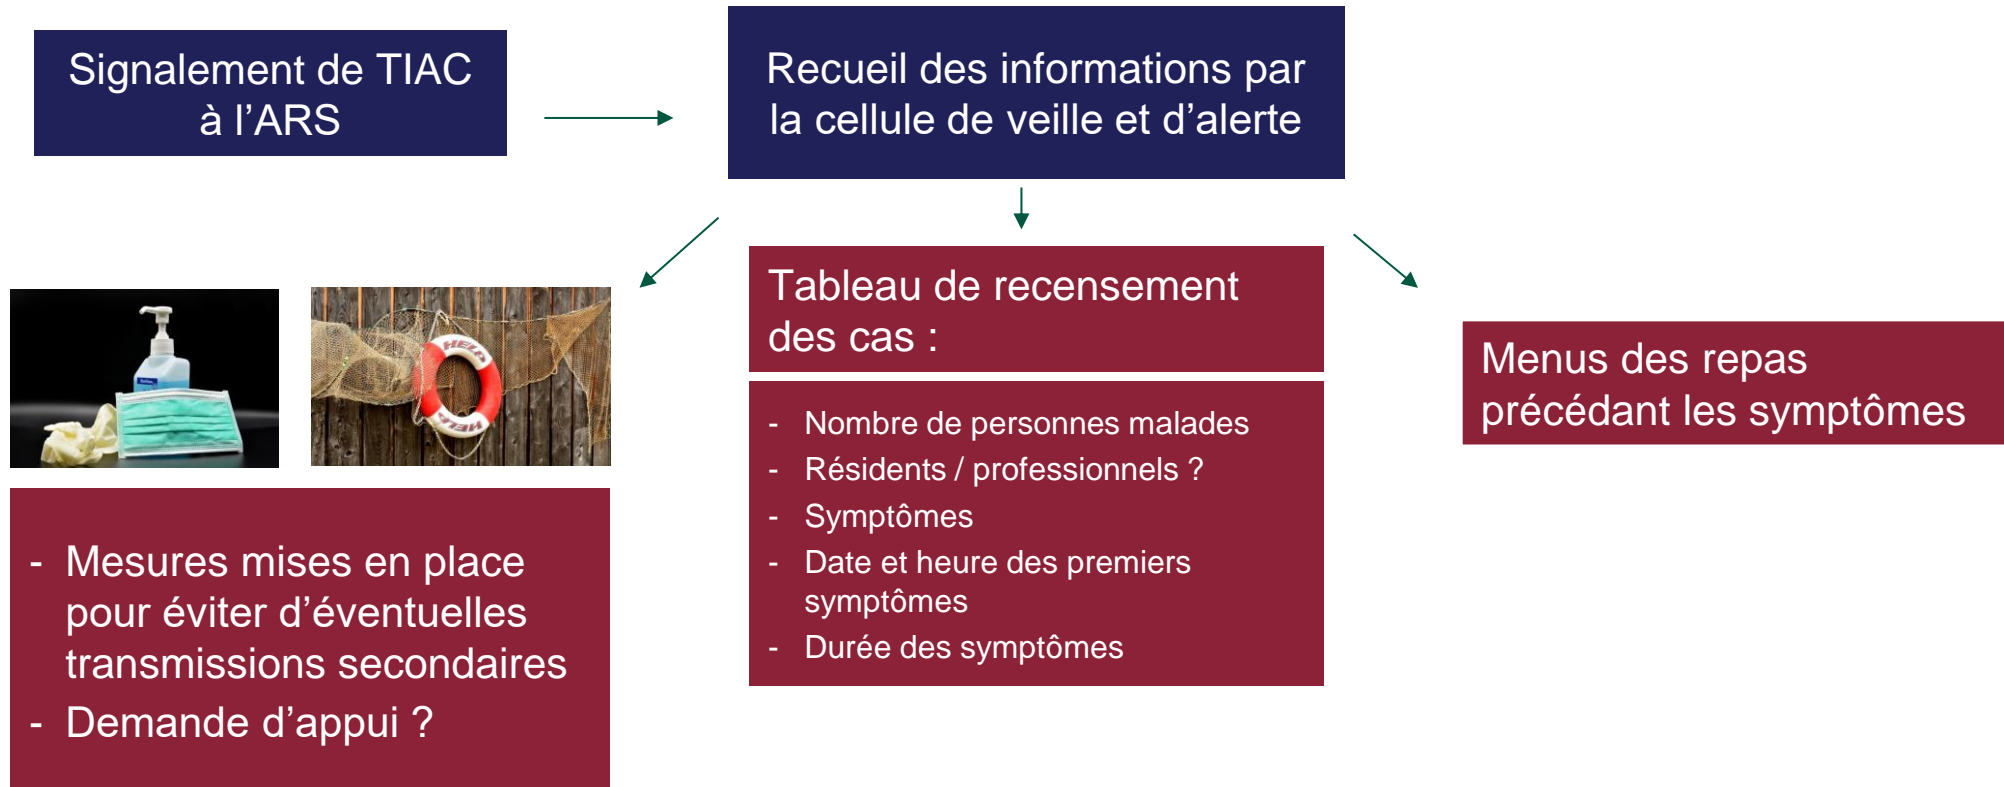 Signalement de TIAC
à l’ARS
Recueil des informations par
la cellule de veille et d’alerte
HELP
HELP
- Mesures mises en place
pour éviter d’éventuelles
transmissions secondaires
- Demande d’appui ?
Tableau de recensement
des cas :
- Nombre de personnes malades
- Résidents / professionnels ?
- Symptômes
- Date et heure des premiers
symptômes
- Durée des symptômes
Menus des repas
précédant les symptômes